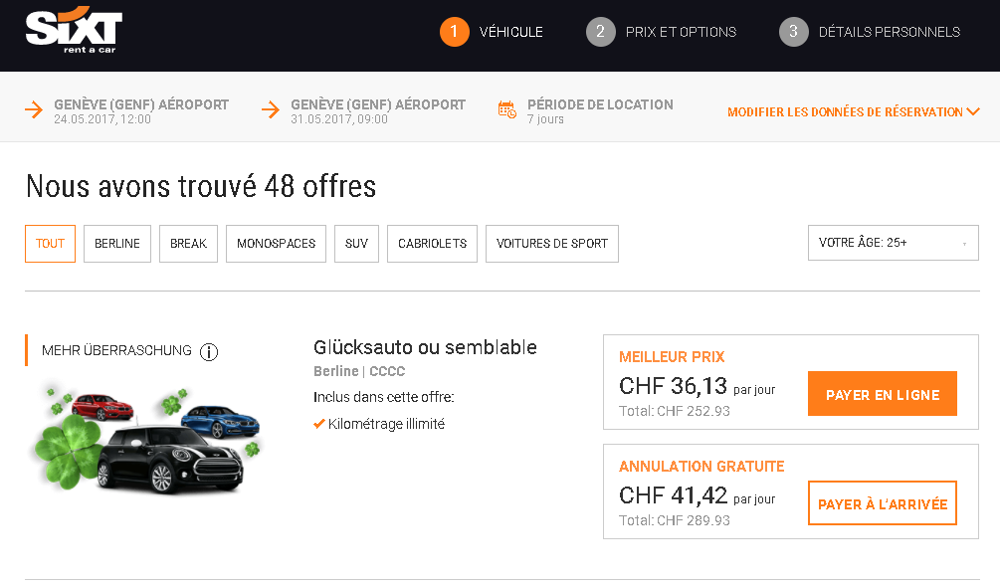 SIXT
rent a car
1 VÉHICULE
2 PRIX ET OPTIONS
3 DÉTAILS PERSONNELS
GENÈVE (GENF) AÉROPORT
24.05.2017, 12:00
GENÈVE (GENF) AÉROPORT
31.05.2017, 09:00
PÉRIODE DE LOCATION
7 jours
MODIFIER LES DONNÉES DE RÉSERVATION
Nous avons trouvé 48 offres
TOUT
BERLINE
BREAK
MONOSPACES
SUV
CABRIOLETS
VOITURES DE SPORT
VOTRE ÂGE: 25+
MEHR ÜBERRASCHUNG
Glücksauto ou semblable
Berline | CCCC
Inclus dans cette offre:
Kilométrage illimité
MEILLEUR PRIX
CHF 36,13 par jour
Total: CHF 252.93
PAYER EN LIGNE
ANNULATION GRATUITE
CHF 41,42 par jour
Total: CHF 289.93
PAYER À L'ARRIVÉE